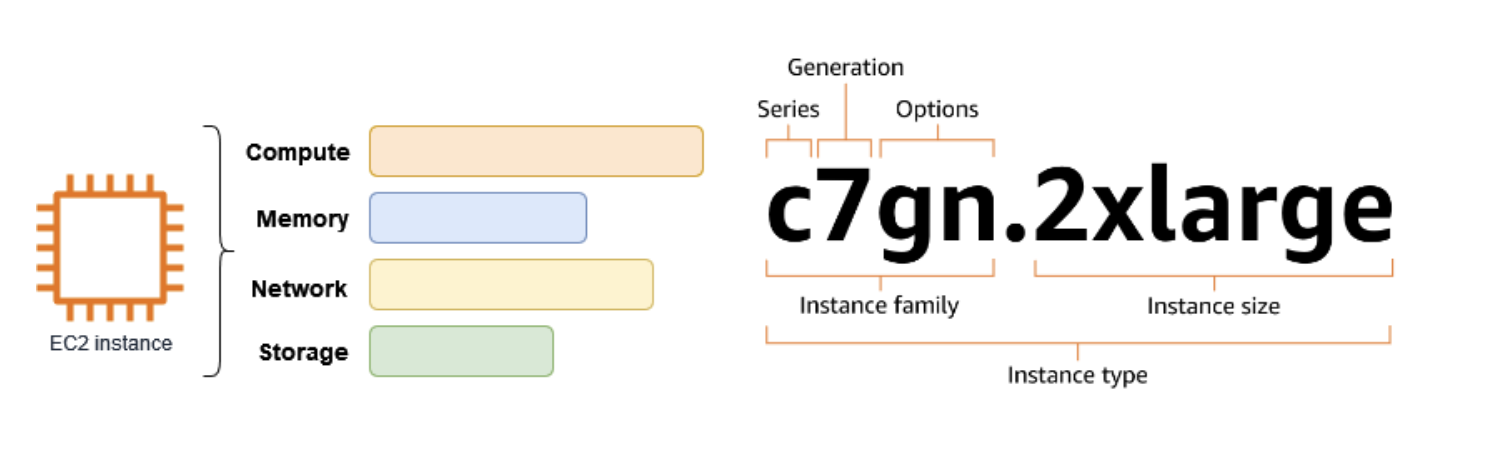 EC2 instance
Compute
Memory
Network
Storage
Generation
Series Options
c7gn.2xlarge
Instance family Instance size
Instance type